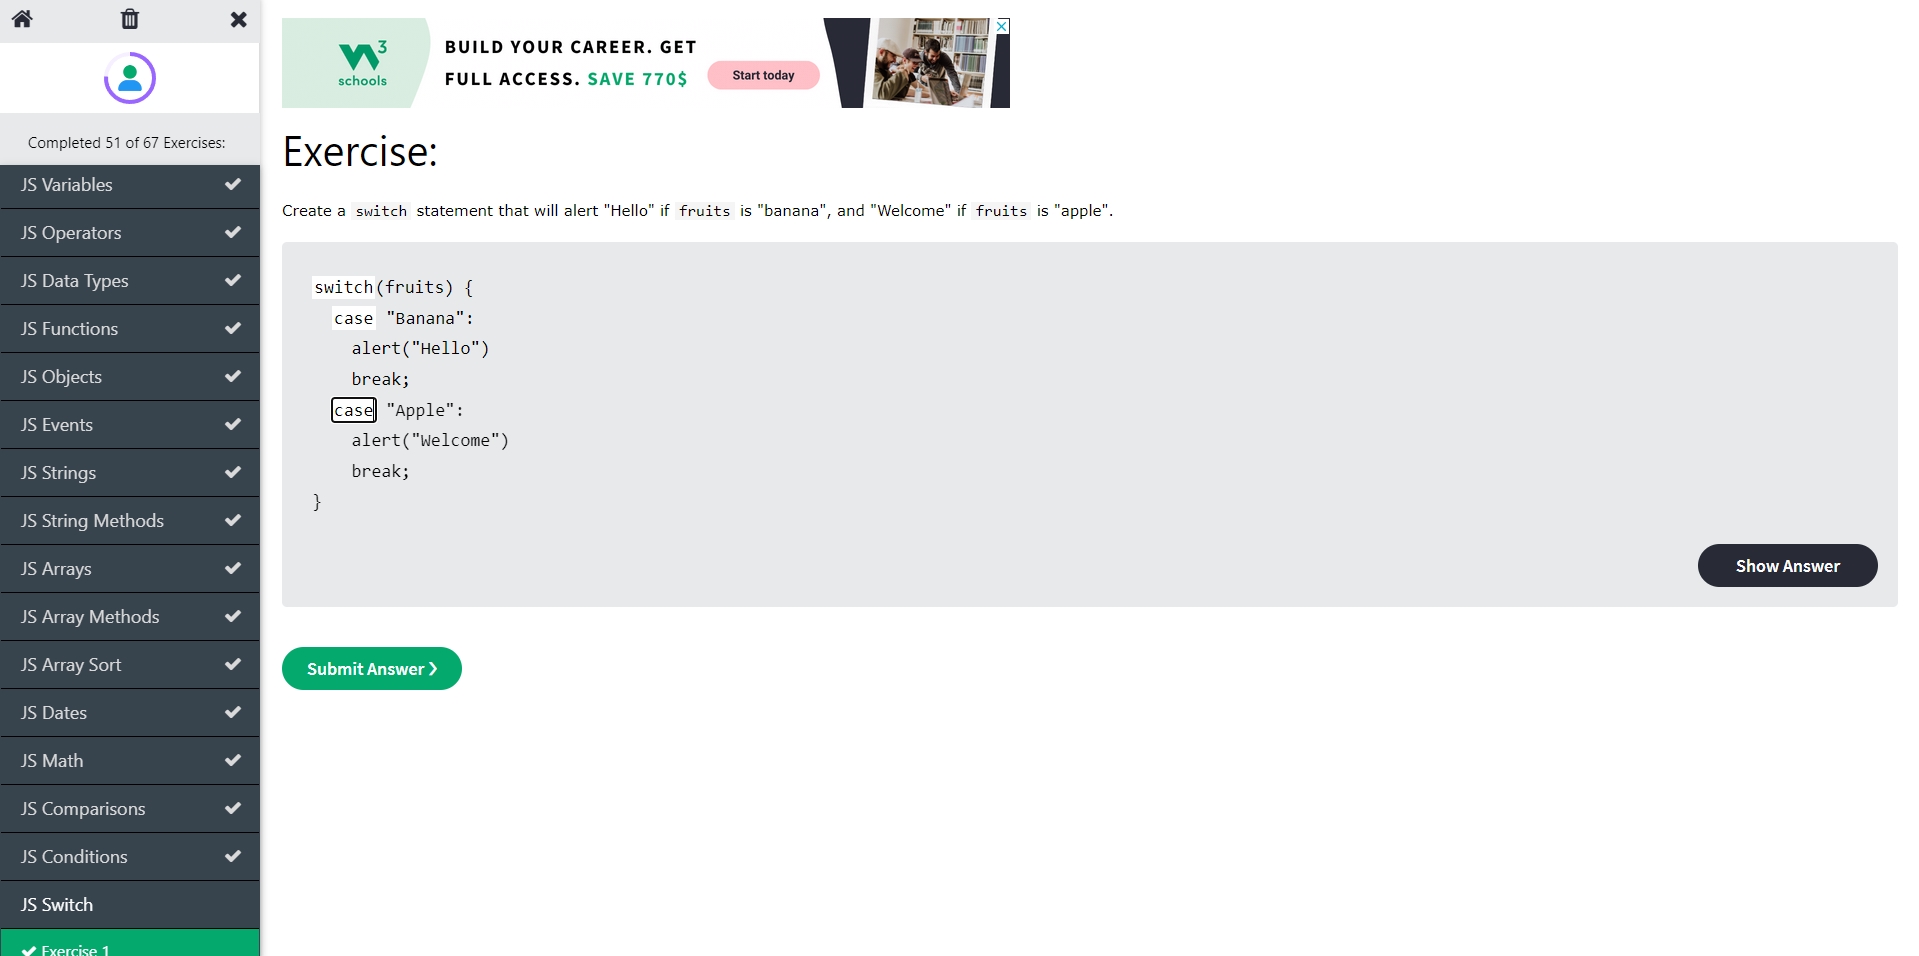 Completed 51 of 67 Exercises:
JS Variables
JS Operators
JS Data Types
JS Functions
JS Objects
JS Events
JS Strings
JS String Methods
JS Arrays
JS Array Methods
JS Array Sort
JS Dates
JS Math
JS Comparisons
JS Conditions
JS Switch
Exercise 1
W3
schools
BUILD YOUR CAREER. GET
FULL ACCESS. SAVE 770$
Start today
Exercise:
Create a switch statement that will alert "Hello" if fruits is "banana", and "Welcome" if fruits is "apple".
switch(fruits) {
case "Banana":
alert("Hello")
break;
case "Apple":
alert("Welcome")
break;
}
Show Answer
Submit Answer ❯